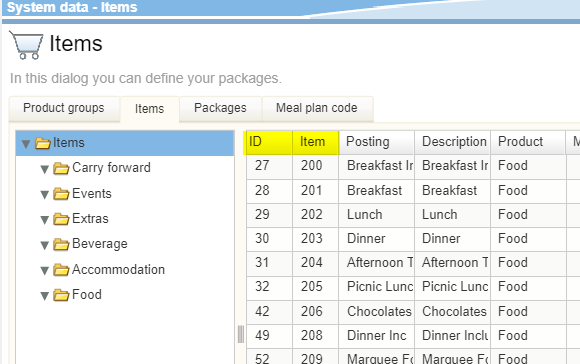 System data - Items
Items
In this dialog you can define your packages.
Product groups Items Packages Meal plan code
Items
Carry forward
Events
Extras
Beverage
Accommodation
Food
ID Item Posting Description Product M
27 200 Breakfast In Breakfast In Food
28 201 Breakfast Breakfast Food
29 202 Lunch Lunch Food
30 203 Dinner Dinner Food
31 204 Afternoon T Afternoon T Food
32 205 Picnic Lunc Picnic Lunc Food
42 206 Chocolates Chocolates Food
49 208 Dinner Inc Dinner Inclu Food
52 209 Marquee Fo Marquee Fo Food